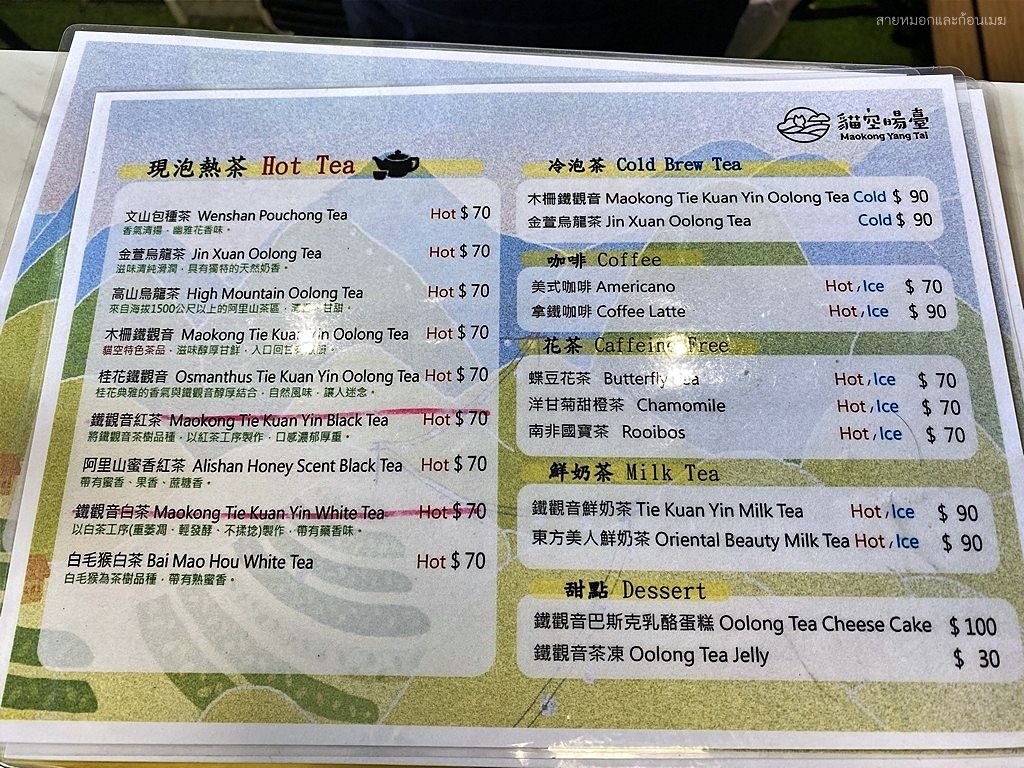 สายหมอกและก้อนเมฆ
貓空暘臺
Maokong Yang Tai
現泡熱茶 Hot Tea
文山包種茶 Wenshan Pouchong Tea Hot $ 70
香氣清揚、幽雅花香味。
金萱烏龍茶 Jin Xuan Oolong Tea Hot $ 70
滋味清純滑潤，具有獨特的天然奶香。
高山烏龍茶 High Mountain Oolong Tea Hot $ 70
來自海拔1500公尺以上的阿里山茶區，甘甜。
木柵鐵觀音 Maokong Tie Kuan Yin Oolong Tea Hot $ 70
貓空特色茶品，滋味醇厚甘鮮，入口回甘
桂花鐵觀音 Osmanthus Tie Kuan Yin Oolong Tea Hot $ 70
桂花典雅的香氣與鐵觀音醇厚結合，自然風味，讓人迷念。
鐵觀音紅茶 Maokong Tie Kuan Yin Black Tea Hot $ 70
將鐵觀音茶樹品種，以紅茶工序製作，口感濃郁厚重。
阿里山蜜香紅茶 Alishan Honey Scent Black Tea Hot $ 70
帶有蜜香、果香、蔗糖香。
鐵觀音白茶 Maokong Tie Kuan Yin White Tea Hot $ 70
以白茶工序(重萎凋、輕發酵、不揉捻)製作，帶有藥香味。
白毛猴白茶 Bai Mao Hou White Tea Hot $ 70
白毛猴為茶樹品種，帶有熟蜜香。
冷泡茶 Cold Brew Tea
木柵鐵觀音 Maokong Tie Kuan Yin Oolong Tea Cold $ 90
金萱烏龍茶 Jin Xuan Oolong Tea Cold $ 90
咖啡 Coffee
美式咖啡 Americano Hot/Ice $ 70
拿鐵咖啡 Coffee Latte Hot/Ice $ 90
花茶 Caffeine Free
蝶豆花茶 Butterfly Pea Hot/Ice $ 70
洋甘菊甜橙茶 Chamomile Hot/Ice $ 70
南非國寶茶 Rooibos Hot/Ice $ 70
鮮奶茶 Milk Tea
鐵觀音鮮奶茶 Tie Kuan Yin Milk Tea Hot/Ice $ 90
東方美人鮮奶茶 Oriental Beauty Milk Tea Hot/Ice $ 90
甜點 Dessert
鐵觀音巴斯克乳酪蛋糕 Oolong Tea Cheese Cake $ 100
鐵觀音茶凍 Oolong Tea Jelly $ 30